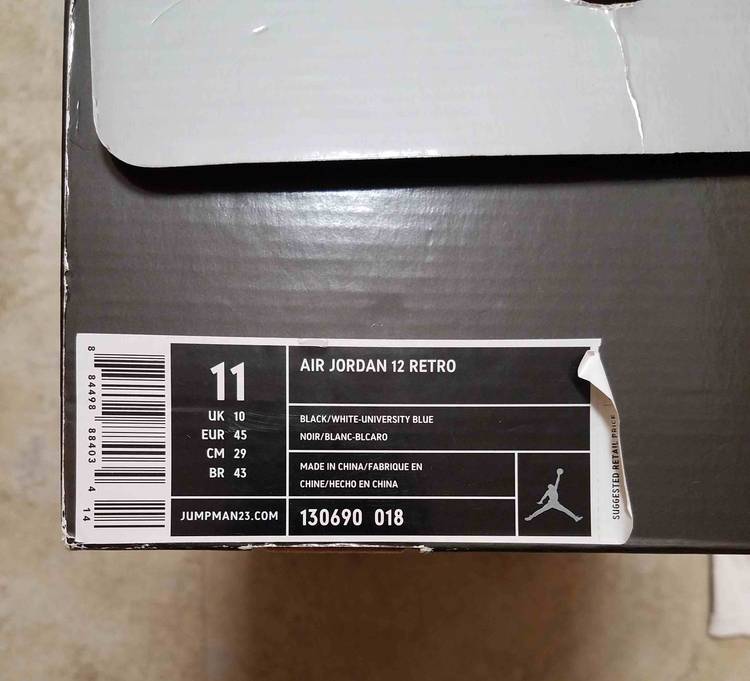 8 84498 88403 4 14
11
UK 10
EUR 45
CM 29
BR 43
JUMPMAN23.COM
AIR JORDAN 12 RETRO
BLACK/WHITE-UNIVERSITY BLUE
NOIR/BLANC-BLCARO
MADE IN CHINA/FABRIQUE EN
CHINE/HECHO EN CHINA
130690 018
SUGGESTED RETAIL PRICE